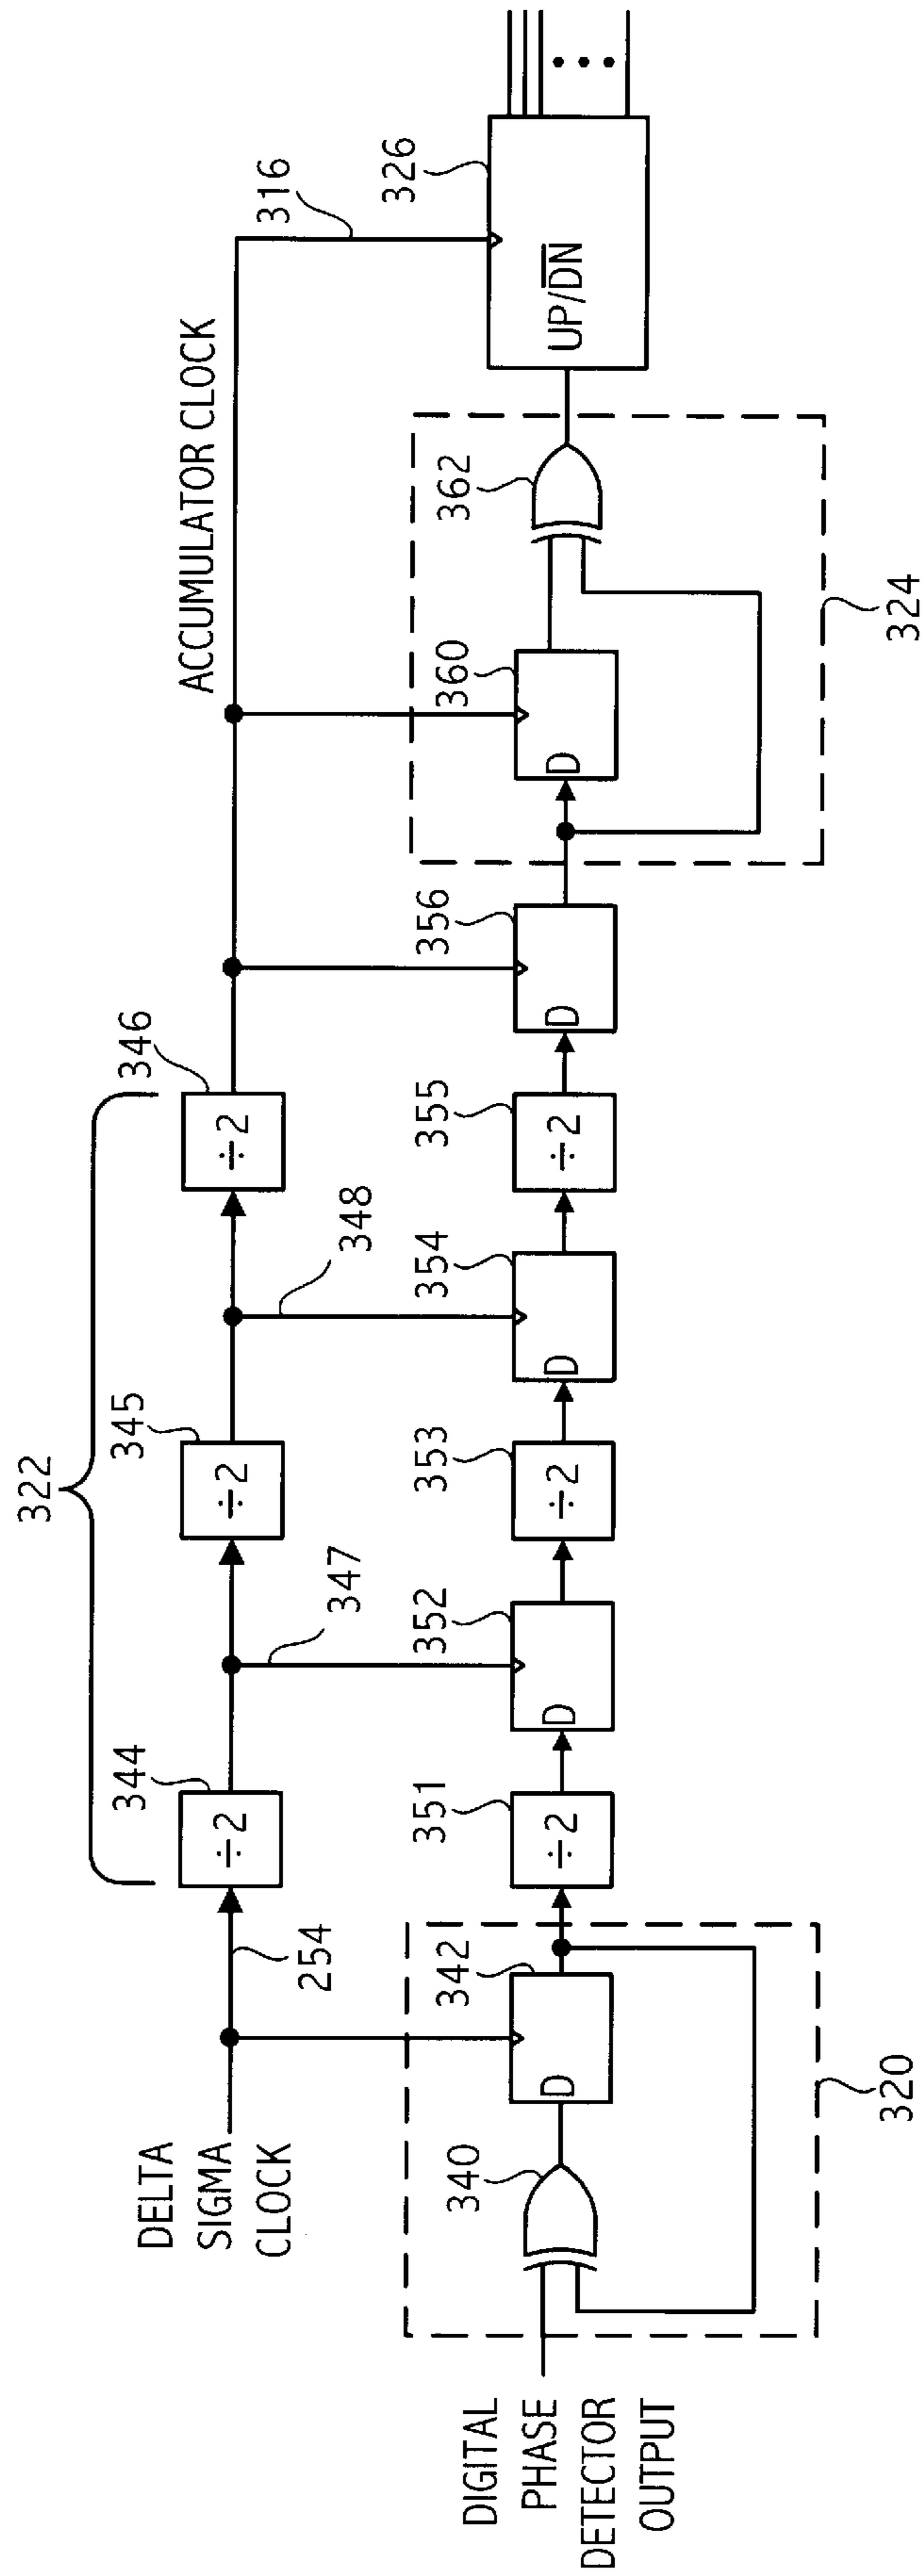 322
344
345
346
ACCUMULATOR CLOCK
316
÷2
÷2
÷2
DELTA
SIGMA
CLOCK
254
347
348
326
320
340
342
D
351
÷2
352
D
353
÷2
354
D
355
÷2
356
D
360
D
362
324
UP/D̅N̅
DIGITAL
PHASE
DETECTOR
OUTPUT